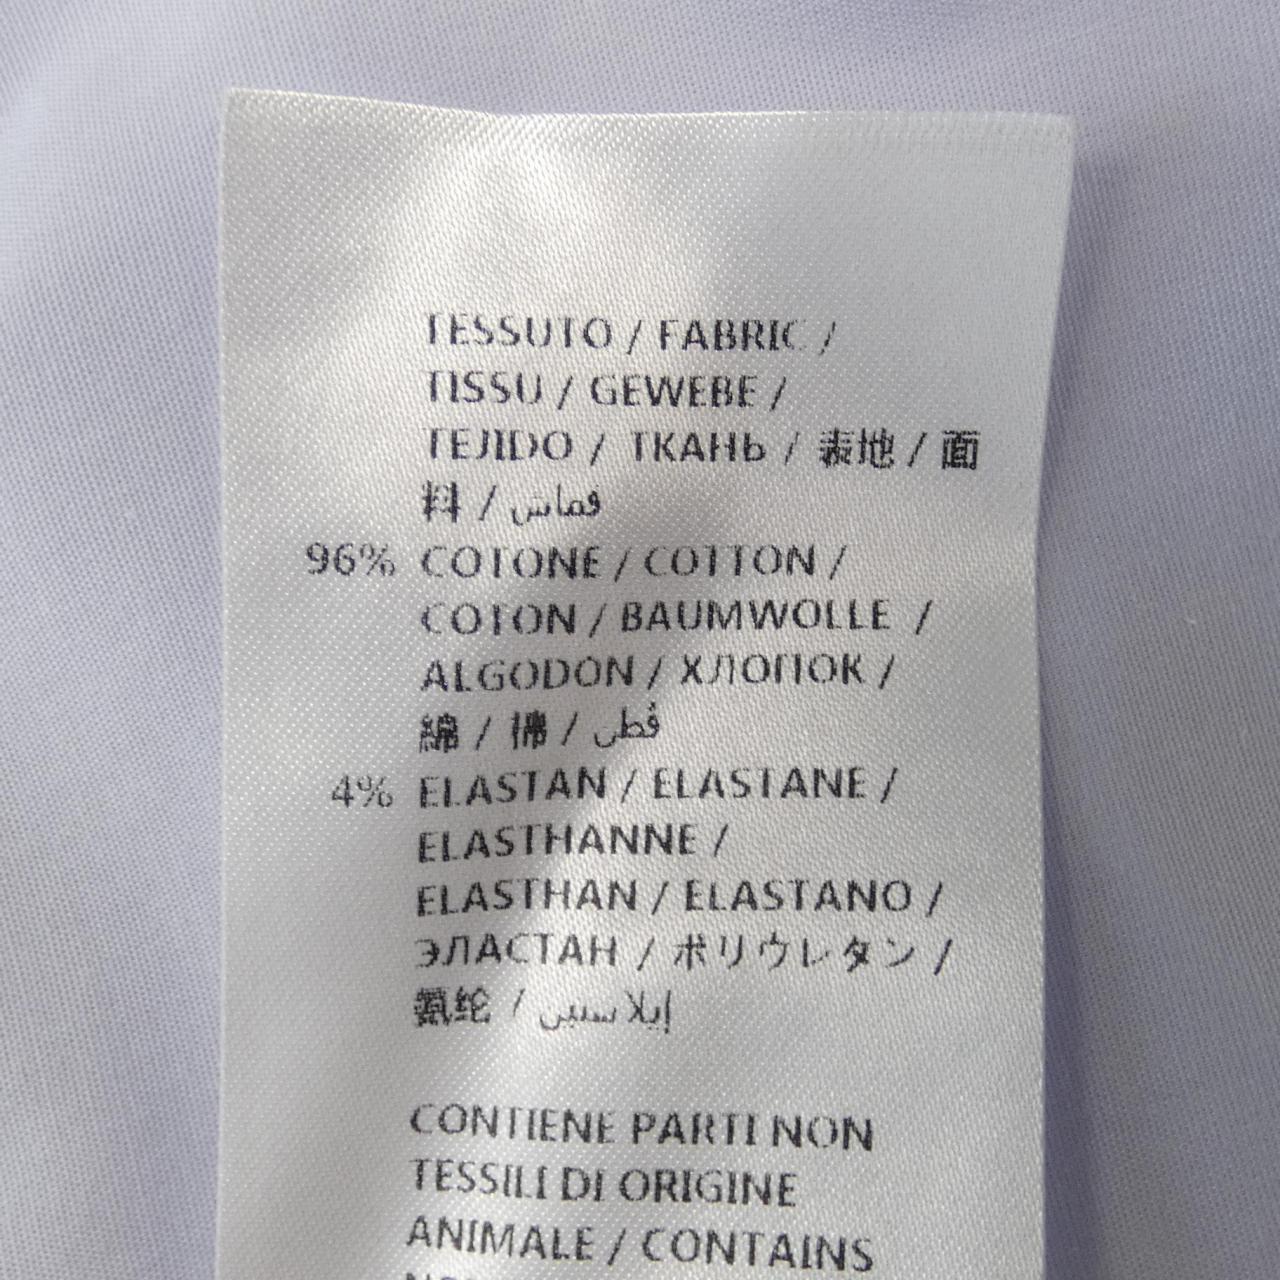 TESSUTO / FABRIC /
TISSU / GEWEBE /
TEJIDO / ТКАНЬ / 表地 / 面
料 / قماش
96% COTONE / COTTON /
COTON / BAUMWOLLE /
ALGODON / ХЛОПОК /
綿 / 棉 / قطن
4% ELASTAN / ELASTANE /
ELASTHANNE /
ELASTHAN / ELASTANO /
ЭЛАСТАН / ポリウレタン /
氨纶 / إيلاستين
CONTIENE PARTI NON
TESSILI DI ORIGINE
ANIMALE / CONTAINS